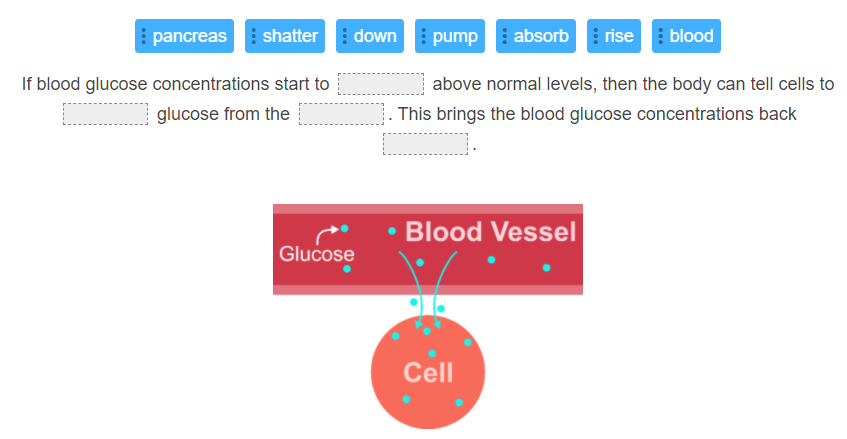 pancreas shatter down pump absorb rise blood
If blood glucose concentrations start to above normal levels, then the body can tell cells to
glucose from the . This brings the blood glucose concentrations back
.
Blood Vessel
Glucose
Cell